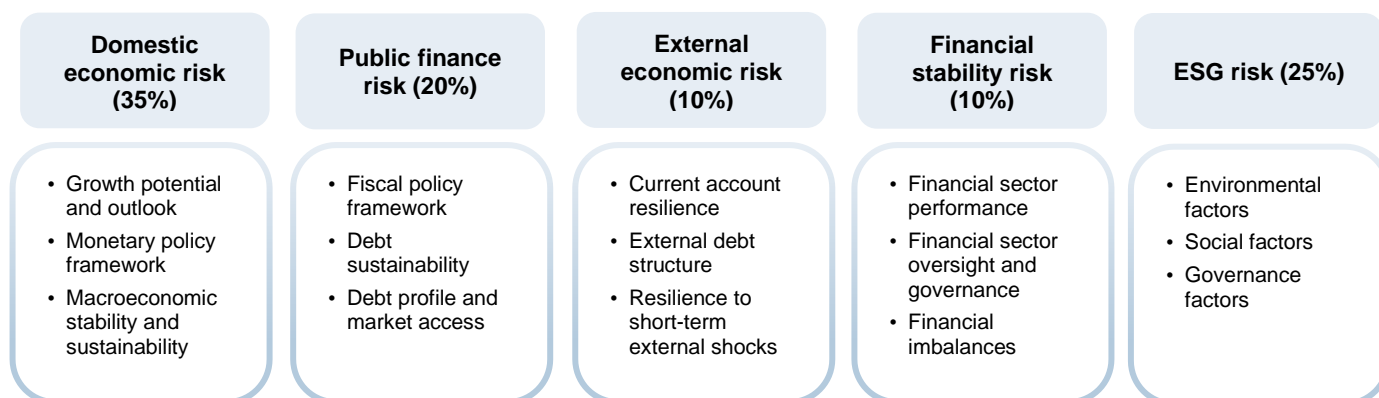 Domestic
economic risk
(35%)
• Growth potential
and outlook
• Monetary policy
framework
• Macroeconomic
stability and
sustainability
Public finance
risk (20%)
• Fiscal policy
framework
• Debt
sustainability
• Debt profile and
market access
External
economic risk
(10%)
• Current account
resilience
• External debt
structure
• Resilience to
short-term
external shocks
Financial
stability risk
(10%)
• Financial sector
performance
• Financial sector
oversight and
governance
• Financial
imbalances
ESG risk (25%)
• Environmental
factors
• Social factors
• Governance
factors